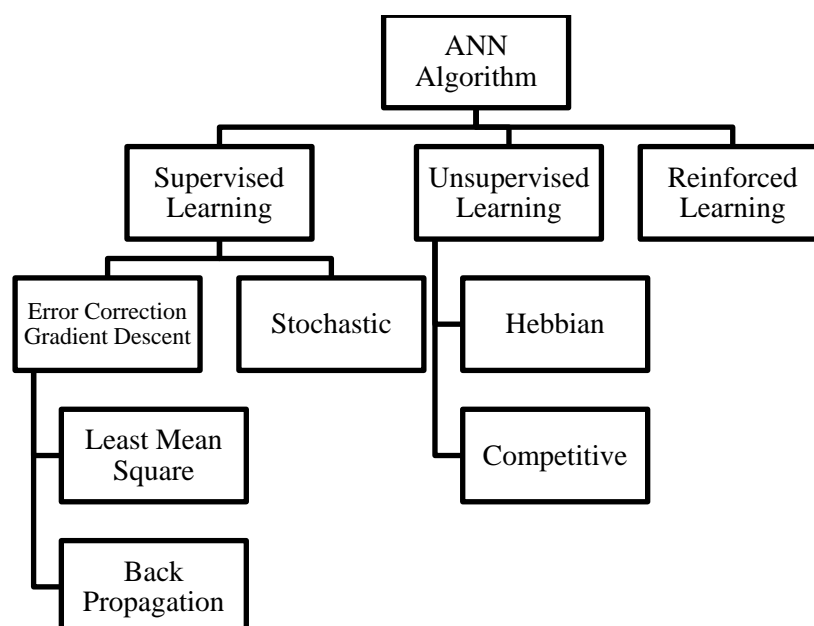 ANN
Algorithm
Supervised
Learning
Unsupervised
Learning
Reinforced
Learning
Error Correction
Gradient Descent
Stochastic
Hebbian
Least Mean
Square
Competitive
Back
Propagation